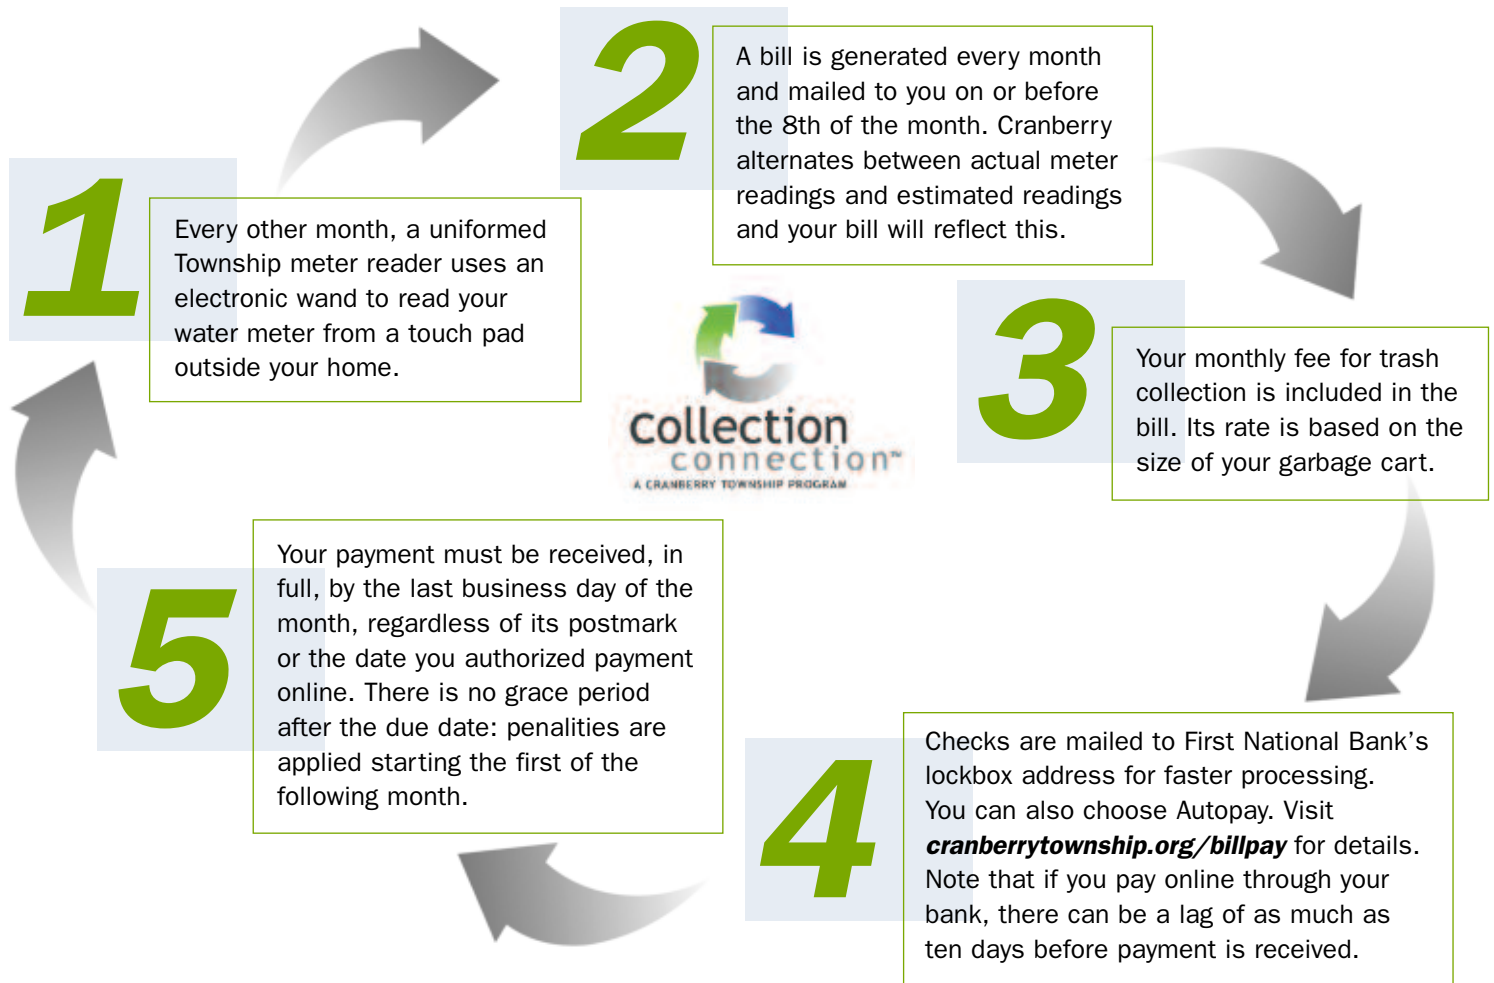 1
Every other month, a uniformed
Township meter reader uses an
electronic wand to read your
water meter from a touch pad
outside your home.
2
A bill is generated every month
and mailed to you on or before
the 8th of the month. Cranberry
alternates between actual meter
readings and estimated readings
and your bill will reflect this.
3
Your monthly fee for trash
collection is included in the
bill. Its rate is based on the
size of your garbage cart.
Collection
connection™
A CRANBERRY TOWNSHIP PROGRAM
4
Checks are mailed to First National Bank's
lockbox address for faster processing.
You can also choose Autopay. Visit
cranberrytownship.org/billpay for details.
Note that if you pay online through your
bank, there can be a lag of as much as
ten days before payment is received.
5
Your payment must be received, in
full, by the last business day of the
month, regardless of its postmark
or the date you authorized payment
online. There is no grace period
after the due date: penalities are
applied starting the first of the
following month.